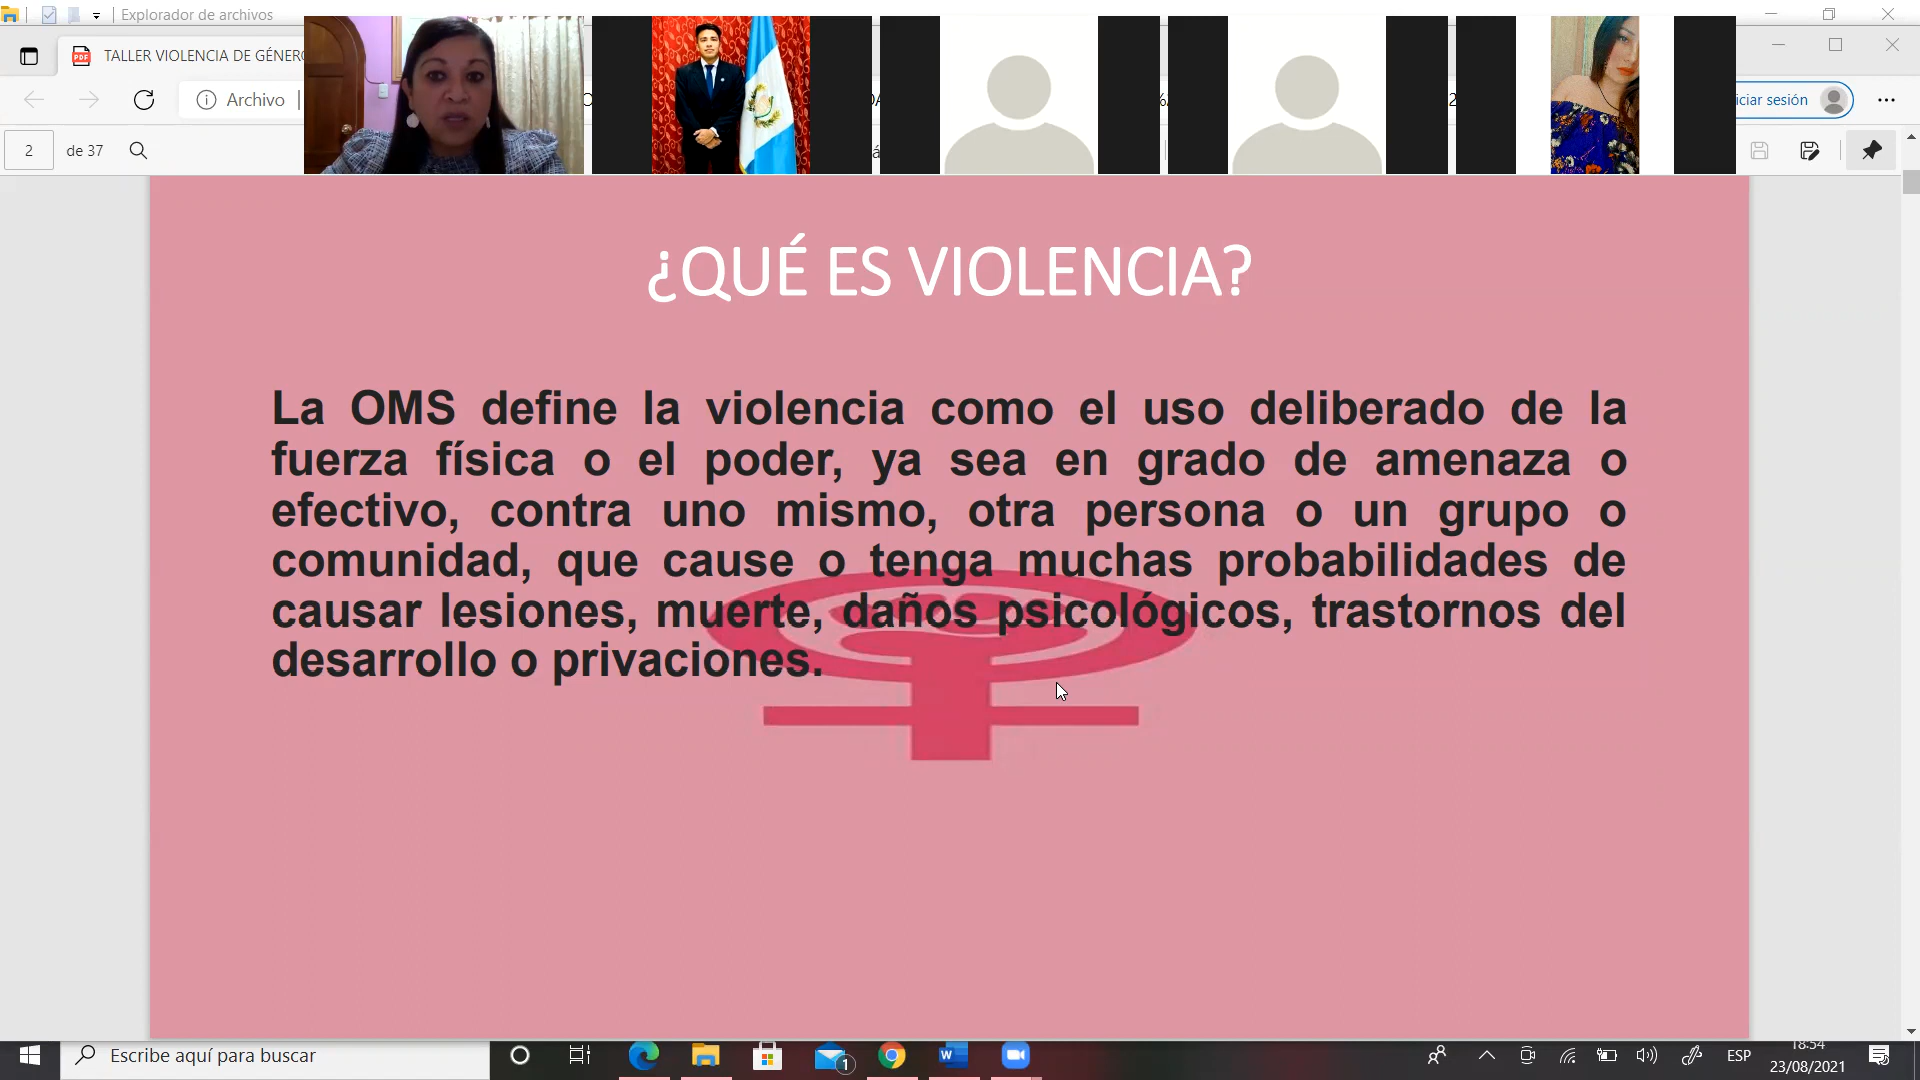 Explorador de archivos
TALLER VIOLENCIA DE GÉNERO
Archivo
iciar sesión
2 de 37
¿QUÉ ES VIOLENCIA?
La OMS define la violencia como el uso deliberado de la
fuerza física o el poder, ya sea en grado de amenaza o
efectivo, contra uno mismo, otra persona o un grupo o
comunidad, que cause o tenga muchas probabilidades de
causar lesiones, muerte, daños psicológicos, trastornos del
desarrollo o privaciones.
Escribe aquí para buscar
1
ESP
18:54
23/08/2021